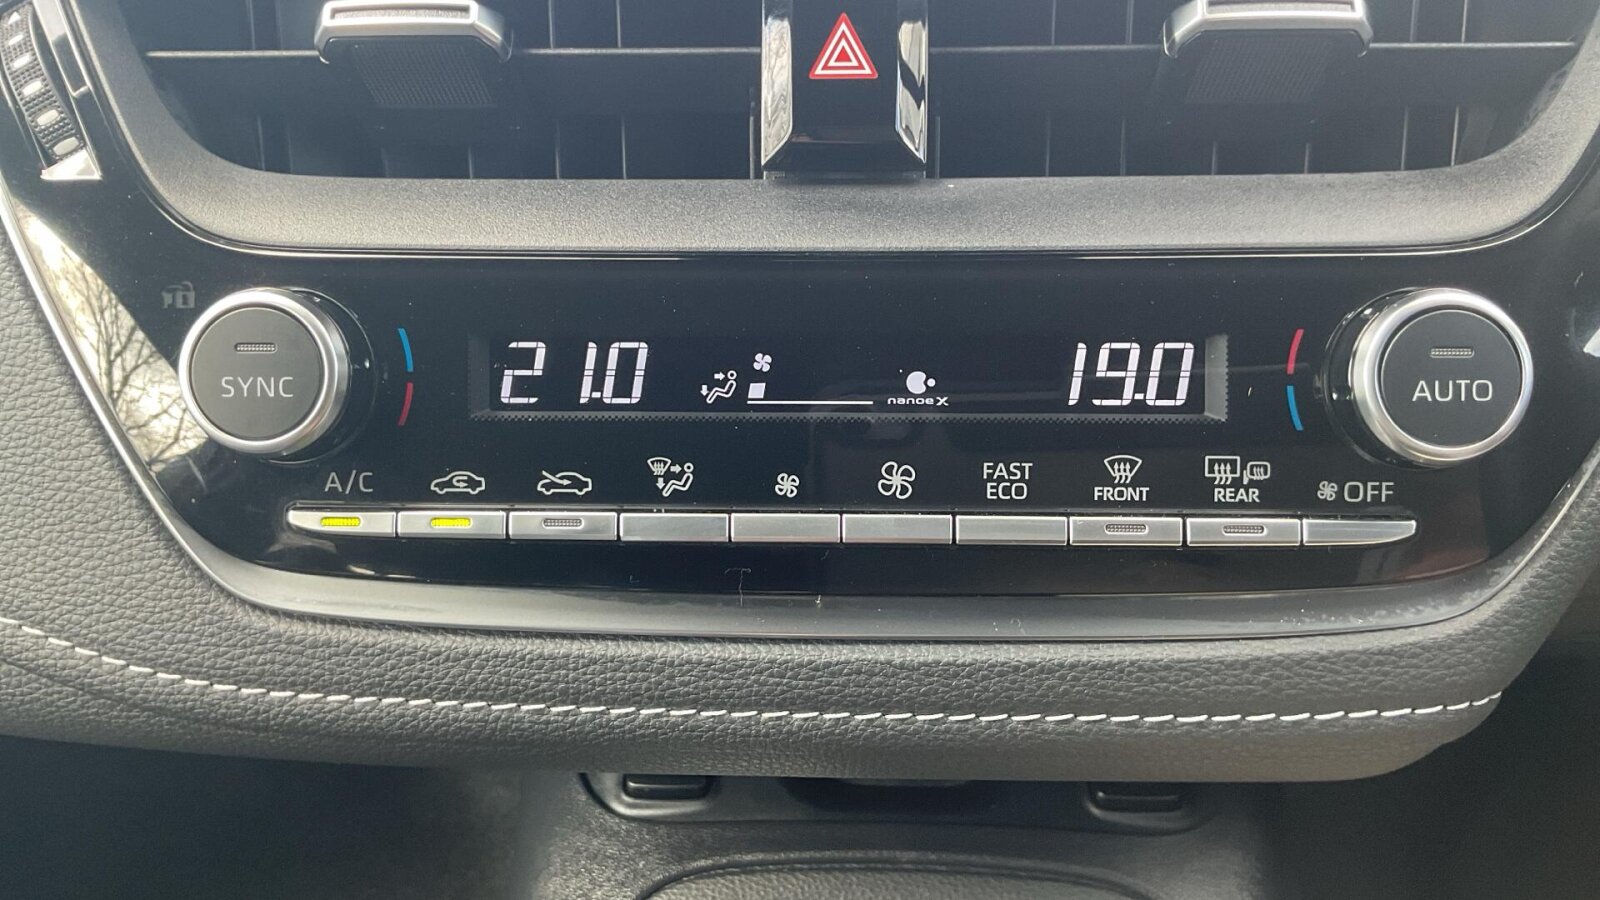 21.0
nanoe X
19.0
SYNC
AUTO
A/C
FAST
ECO
FRONT
REAR
OFF